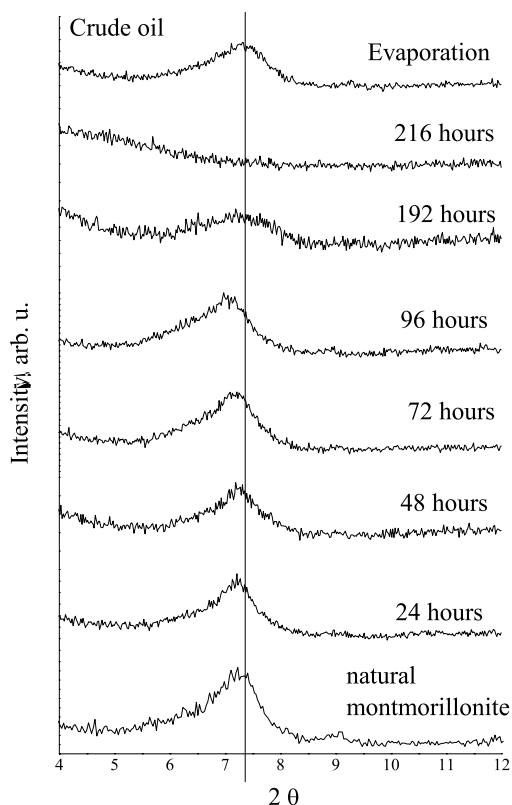 Crude oil
Evaporation
216 hours
192 hours
96 hours
72 hours
48 hours
24 hours
natural
montmorillonite
Intensity, arb. u.
4 5 6 7 8 9 10 11 12
2 θ